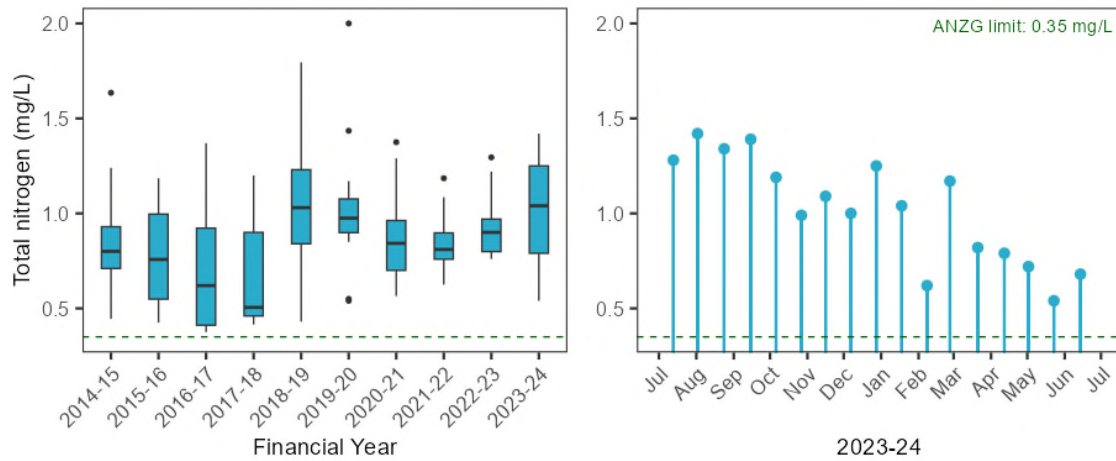 Total nitrogen (mg/L)
2.0
1.5
1.0
0.5
2014-15
2015-16
2016-17
2017-18
2018-19
2019-20
2020-21
2021-22
2022-23
2023-24
Financial Year
ANZG limit: 0.35 mg/L
2.0
1.5
1.0
0.5
Jul
Aug
Sep
Oct
Nov
Dec
Jan
Feb
Mar
Apr
May
Jun
Jul
2023-24